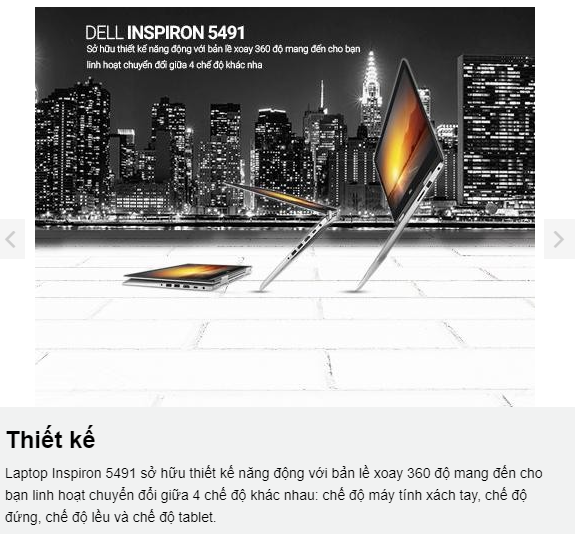 DELL INSPIRON 5491
Sở hữu thiết kế năng động với bản lề xoay 360 độ mang đến cho bạn
linh hoạt chuyển đổi giữa 4 chế độ khác nha
Thiết kế
Laptop Inspiron 5491 sở hữu thiết kế năng động với bản lề xoay 360 độ mang đến cho
bạn linh hoạt chuyển đổi giữa 4 chế độ khác nhau: chế độ máy tính xách tay, chế độ
đứng, chế độ lều và chế độ tablet.